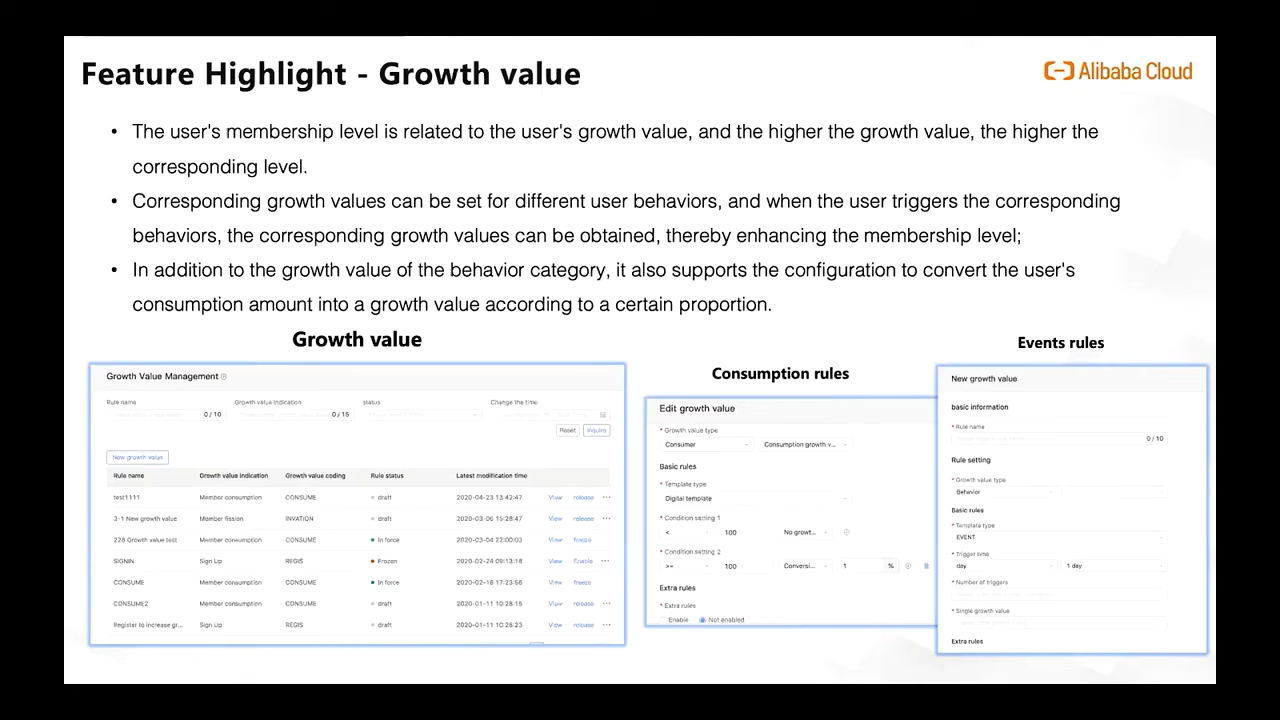 Feature Highlight - Growth value
Alibaba Cloud
• The user's membership level is related to the user's growth value, and the higher the growth value, the higher the
corresponding level.
• Corresponding growth values can be set for different user behaviors, and when the user triggers the corresponding
behaviors, the corresponding growth values can be obtained, thereby enhancing the membership level;
• In addition to the growth value of the behavior category, it also supports the configuration to convert the user's
consumption amount into a growth value according to a certain proportion.
Growth value
Growth Value Management
Rule name Growth value indication status Change the time
0 / 10 0 / 15
Reset Inquire
New growth value
Rule name Growth value indication Growth value coding Rule status Latest modification time
test1111 Member consumption CONSUME draft 2020-04-23 13:42:47 View release ...
3-1 New growth value Member fission INVATION draft 2020-03-06 15:28:47 View release ...
228 Growth value test Member consumption CONSUME In force 2020-03-04 22:00:03 View freeze
SIGNIN Sign Up REGIS Frozen 2020-02-24 09:13:18 View Enable ...
CONSUME Member consumption CONSUME In force 2020-02-18 17:23:56 View freeze
CONSUME2 Member consumption CONSUME draft 2020-01-11 10:28:15 View release ...
Register to increase gr... Sign Up REGIS draft 2020-01-11 10:26:23 View release ...
Consumption rules
Edit growth value
* Growth value type
Consumer Consumption growth v...
Basic rules
* Template type
Digital template
* Condition setting 1
< 100 No growt...
* Condition setting 2
>= 100 Conversi... 1 %
Extra rules
* Extra rules
Enable Not enabled
Events rules
New growth value
basic information
* Rule name
0 / 10
Rule setting
* Growth value type
Behavior
Basic rules
* Template type
EVENT
* Trigger time
day 1 day
* Number of triggers
* Single growth value
Extra rules